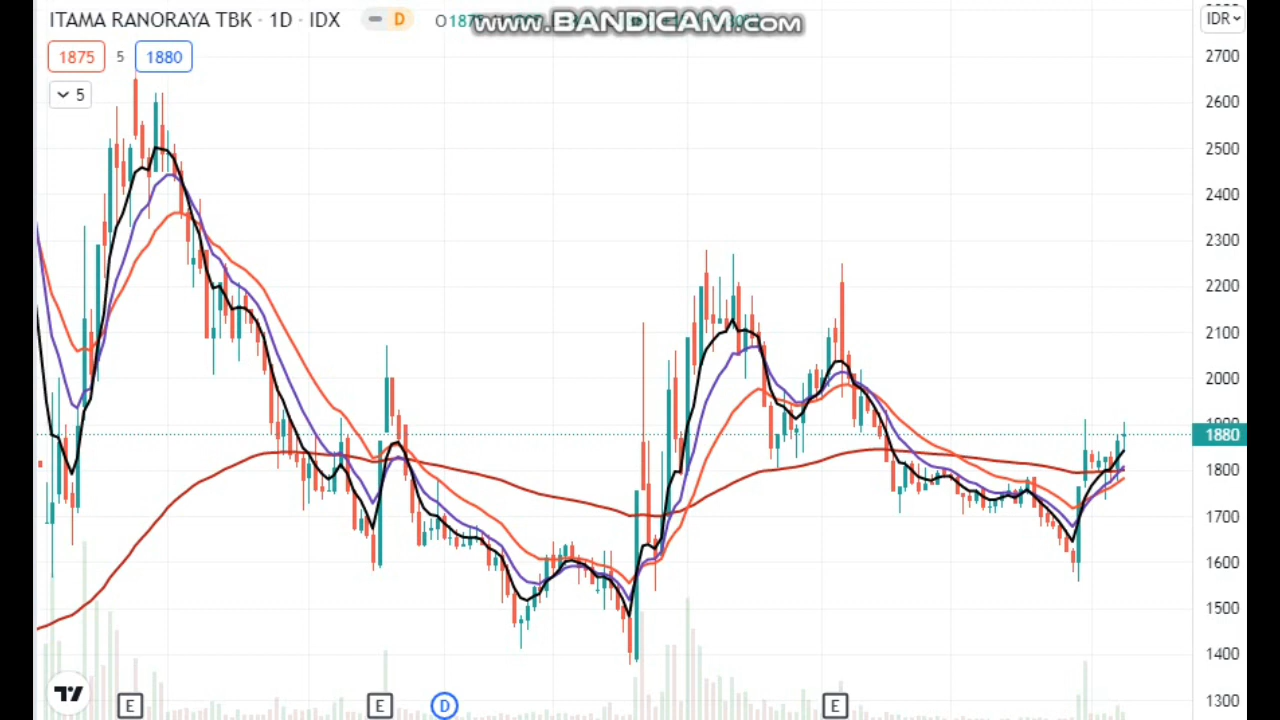 ITAMA RANORAYA TBK · 1D · IDX
D
O187
www.BANDICAM.com
IDR
1875
5
1880
5
2700
2600
2500
2400
2300
2200
2100
2000
1880
1800
1700
1600
1500
1400
1300
E
E
D
E